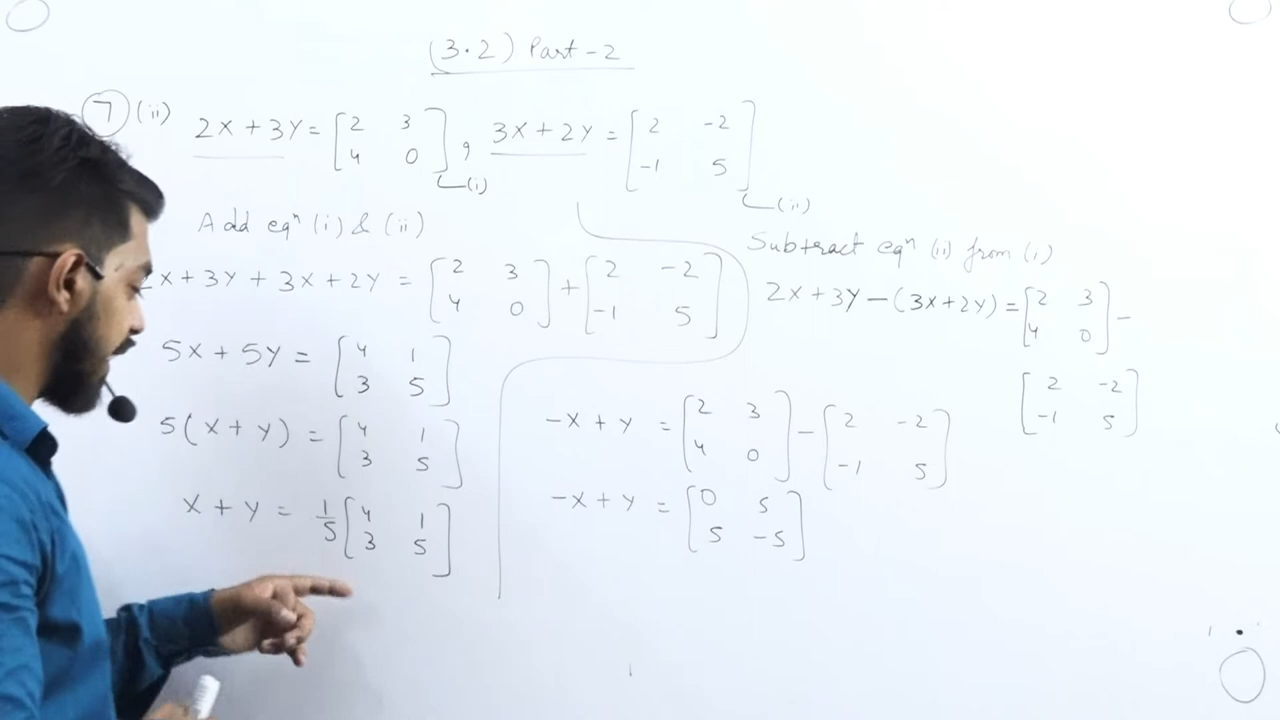 (3.2) Part-2
7 (ii) 2X + 3Y = [2 3
4 0], (i) 3X + 2Y = [2 -2
-1 5] (ii)
Add eqⁿ (i) & (ii)
X + 3Y + 3X + 2Y = [2 3
4 0] + [2 -2
-1 5]
5X + 5Y = [4 1
3 5]
5(X + Y) = [4 1
3 5]
X + Y = 1/5 [4 1
3 5]
Subtract eqⁿ (ii) from (i)
2X + 3Y - (3X + 2Y) = [2 3
4 0] -
[2 -2
-1 5]
-X + Y = [2 3
4 0] - [2 -2
-1 5]
-X + Y = [0 5
5 -5]